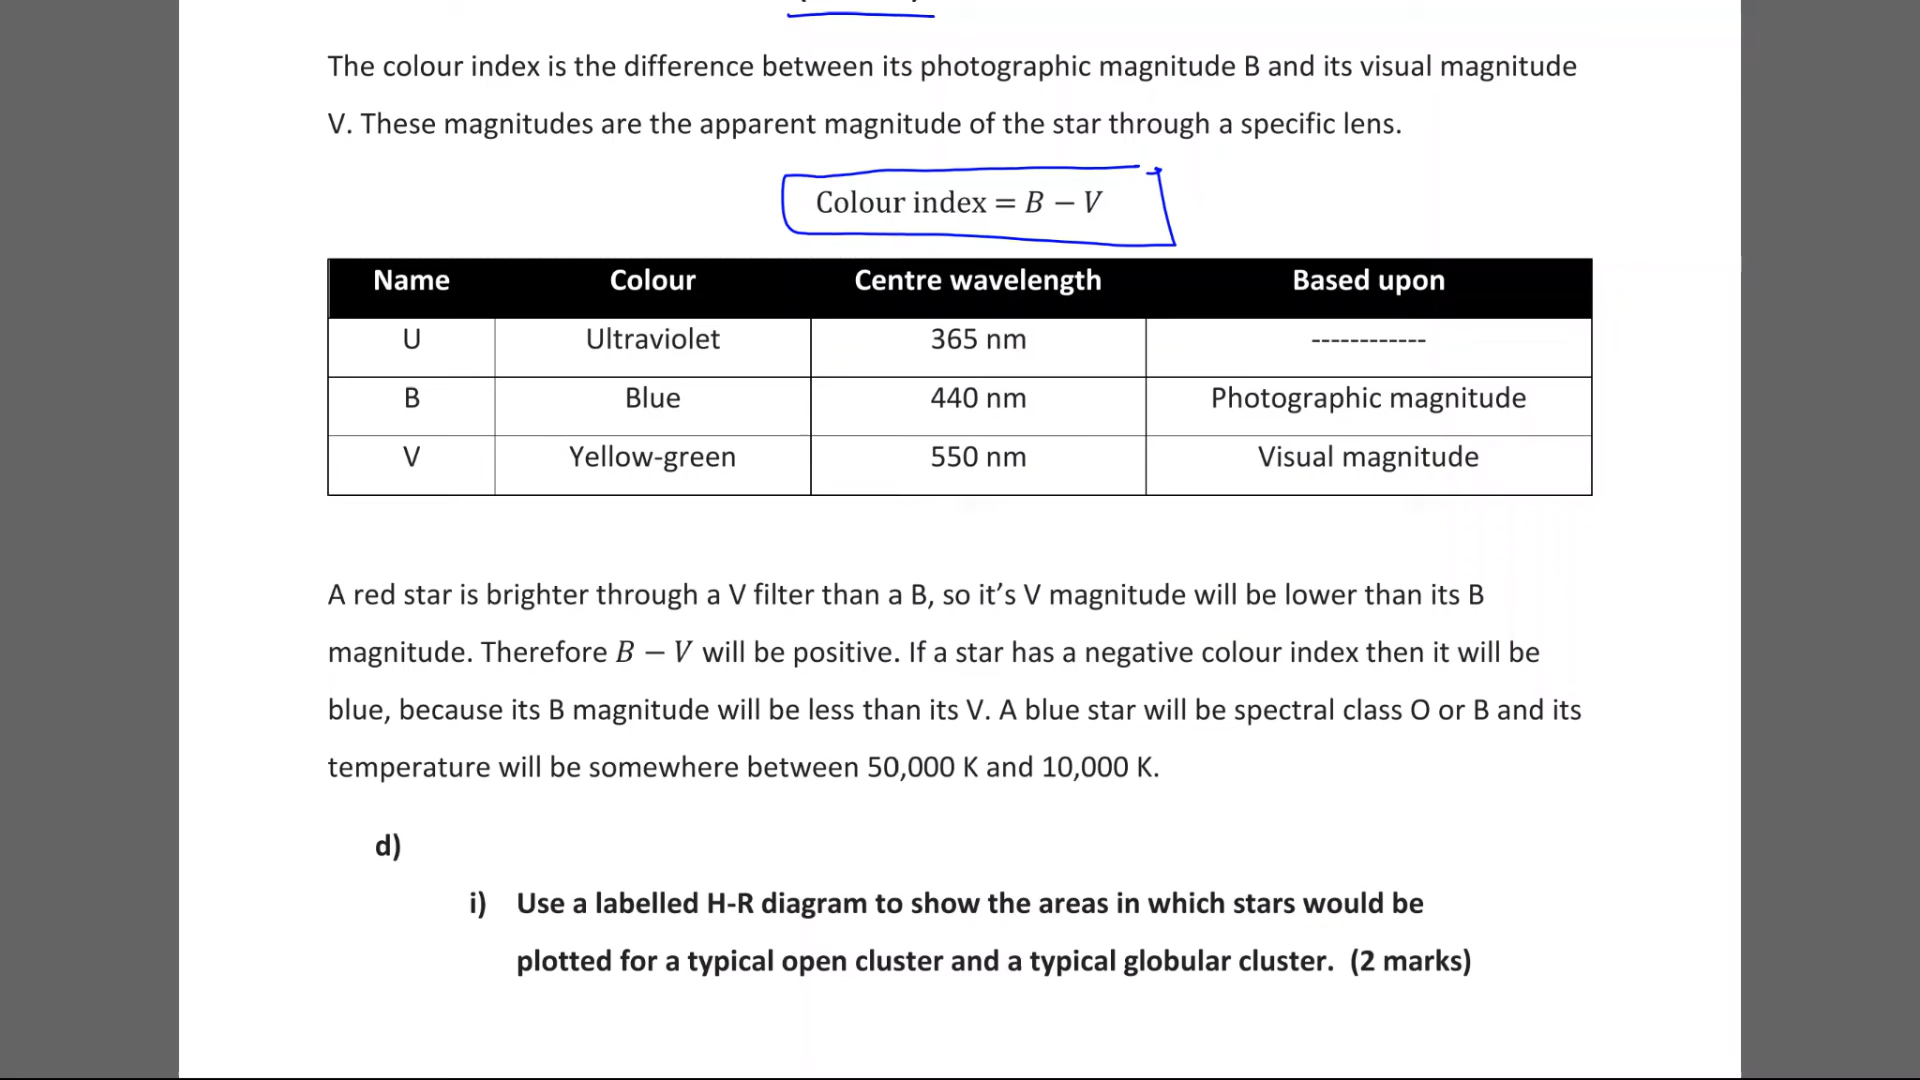 The colour index is the difference between its photographic magnitude B and its visual magnitude
V. These magnitudes are the apparent magnitude of the star through a specific lens.
Colour index = B − V
Name Colour Centre wavelength Based upon
U Ultraviolet 365 nm ------------
B Blue 440 nm Photographic magnitude
V Yellow-green 550 nm Visual magnitude
A red star is brighter through a V filter than a B, so it’s V magnitude will be lower than its B
magnitude. Therefore B − V will be positive. If a star has a negative colour index then it will be
blue, because its B magnitude will be less than its V. A blue star will be spectral class O or B and its
temperature will be somewhere between 50,000 K and 10,000 K.
d)
i) Use a labelled H-R diagram to show the areas in which stars would be
plotted for a typical open cluster and a typical globular cluster. (2 marks)